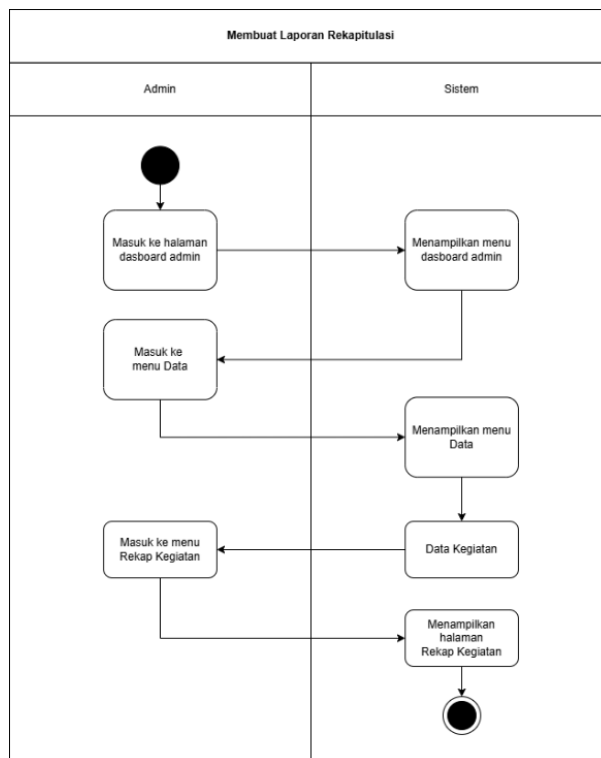 Membuat Laporan Rekapitulasi
Admin
Sistem
Masuk ke halaman
dasboard admin
Menampilkan menu
dasboard admin
Masuk ke
menu Data
Menampilkan menu
Data
Data Kegiatan
Masuk ke menu
Rekap Kegiatan
Menampilkan
halaman
Rekap Kegiatan